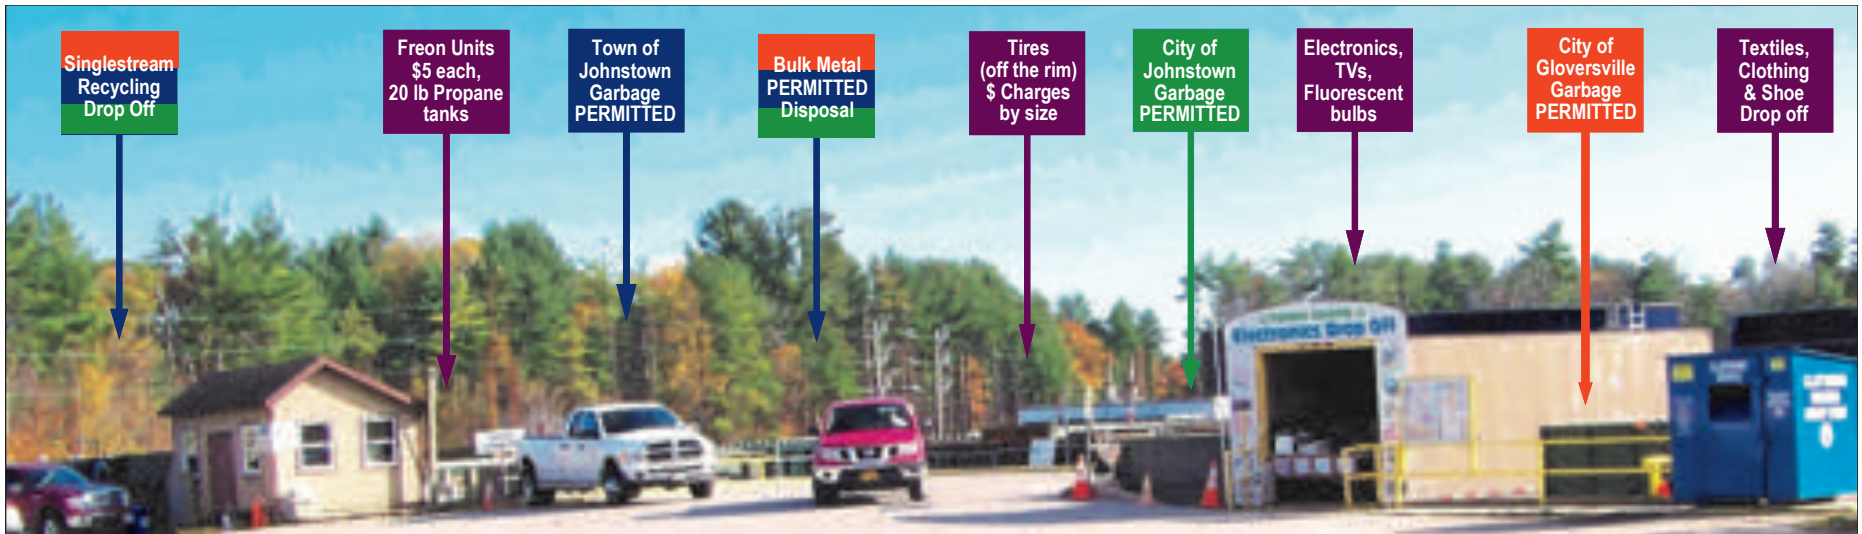 Singlestream
Recycling
Drop Off
Freon Units
$5 each,
20 lb Propane
tanks
Town of
Johnstown
Garbage
PERMITTED
Bulk Metal
PERMITTED
Disposal
Tires
(off the rim)
$ Charges
by size
City of
Johnstown
Garbage
PERMITTED
Electronics,
TVs,
Fluorescent
bulbs
City of
Gloversville
Garbage
PERMITTED
Textiles,
Clothing
& Shoe
Drop off
Electronics Drop Off